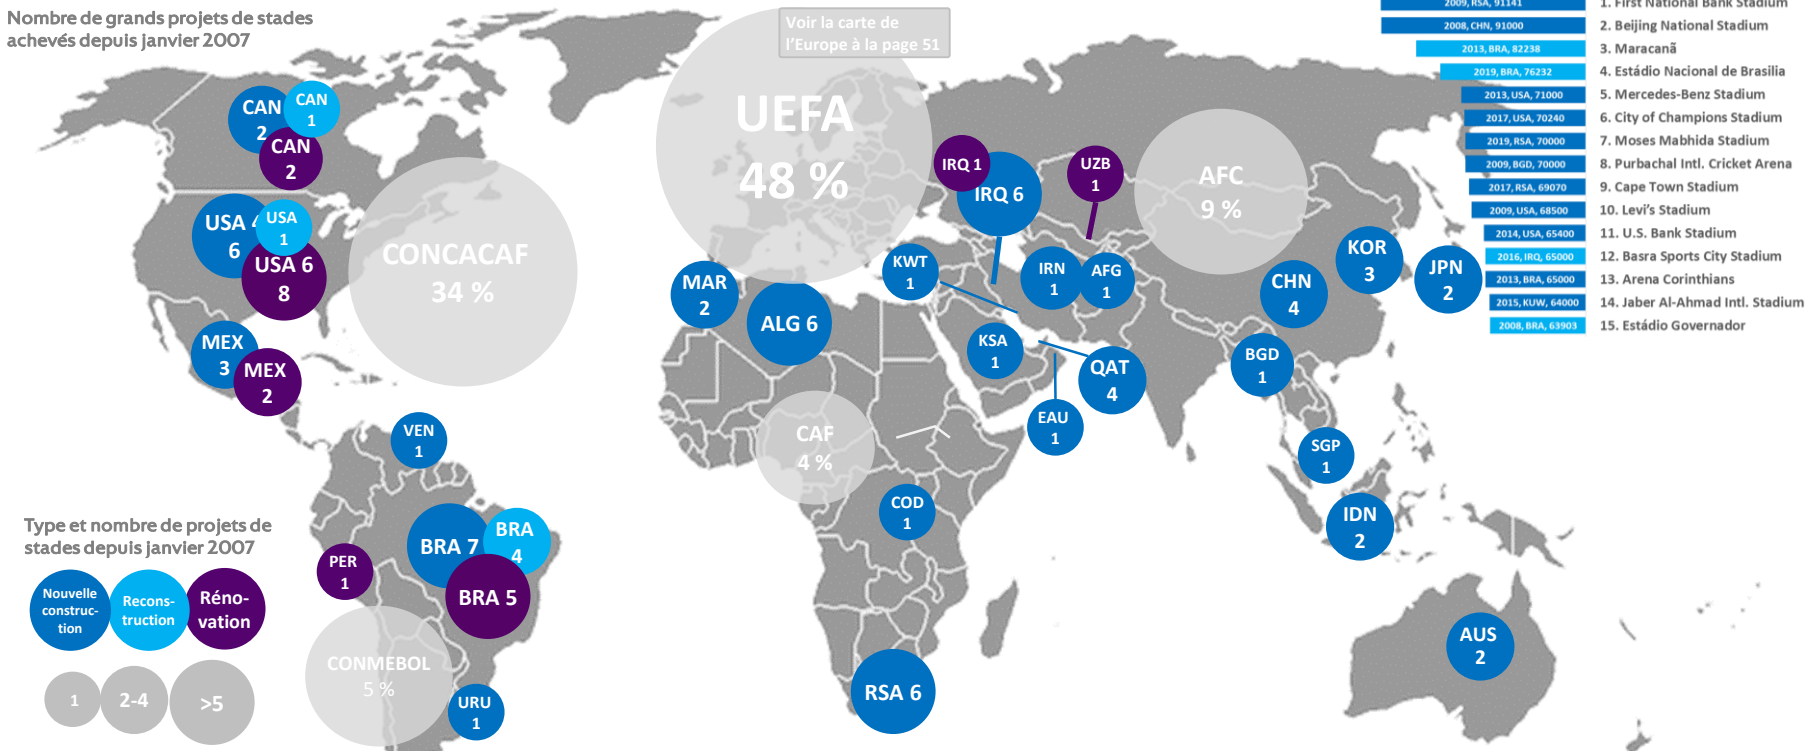 Nombre de grands projets de stades
achevés depuis janvier 2007
Voir la carte de
l'Europe à la page 51
UEFA
48 %
CONCACAF
34 %
AFC
9 %
CAF
4 %
CONMEBOL
5 %
CAN
2
CAN
1
CAN
2
USA 4
6
USA
1
USA 6
8
MEX
3
MEX
2
VEN
1
BRA 7
BRA
4
BRA 5
PER
1
URU
1
MAR
2
ALG 6
COD
1
RSA 6
IRQ 1
IRQ 6
UZB
1
KWT
1
IRN
1
AFG
1
KSA
1
QAT
4
EAU
1
CHN
4
KOR
3
JPN
2
BGD
1
SGP
1
IDN
2
AUS
2
Type et nombre de projets de
stades depuis janvier 2007
Nouvelle
construc-
tion
Recons-
truction
Réno-
vation
1
2-4
>5
2009, RSA, 91141 1. First National Bank Stadium
2008, CHN, 91000 2. Beijing National Stadium
2013, BRA, 82238 3. Maracanã
2019, BRA, 76232 4. Estádio Nacional de Brasilia
2013, USA, 71000 5. Mercedes-Benz Stadium
2017, USA, 70240 6. City of Champions Stadium
2019, RSA, 70000 7. Moses Mabhida Stadium
2009, BGD, 70000 8. Purbachal Intl. Cricket Arena
2017, RSA, 69070 9. Cape Town Stadium
2009, USA, 68500 10. Levi's Stadium
2014, USA, 65400 11. U.S. Bank Stadium
2016, IRQ, 65000 12. Basra Sports City Stadium
2013, BRA, 65000 13. Arena Corinthians
2015, KUW, 64000 14. Jaber Al-Ahmad Intl. Stadium
2008, BRA, 63903 15. Estádio Governador